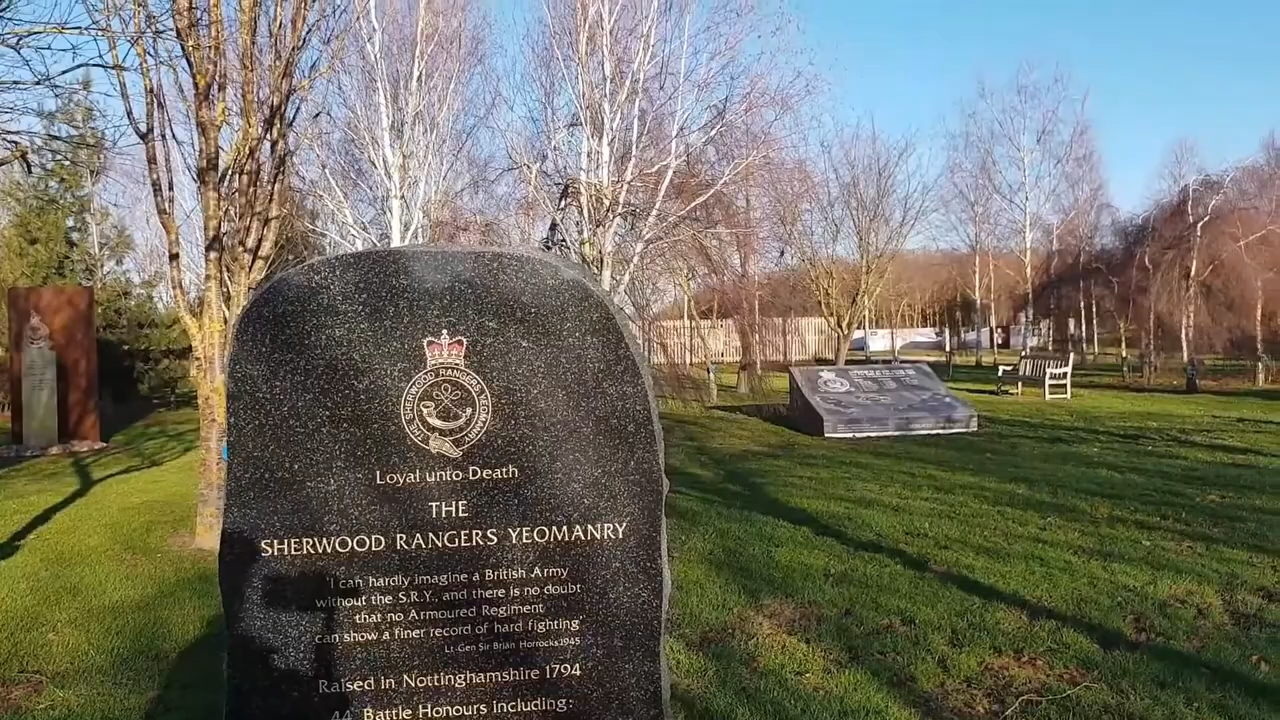 THE SHERWOOD RANGERS YEOMANRY
Loyal unto Death
THE
SHERWOOD RANGERS YEOMANRY
'I can hardly imagine a British Army
without the S.R.Y., and there is no doubt
that no Armoured Regiment
can show a finer record of hard fighting'
Lt-Gen Sir Brian Horrocks 1945
Raised in Nottinghamshire 1794
44 Battle Honours including: